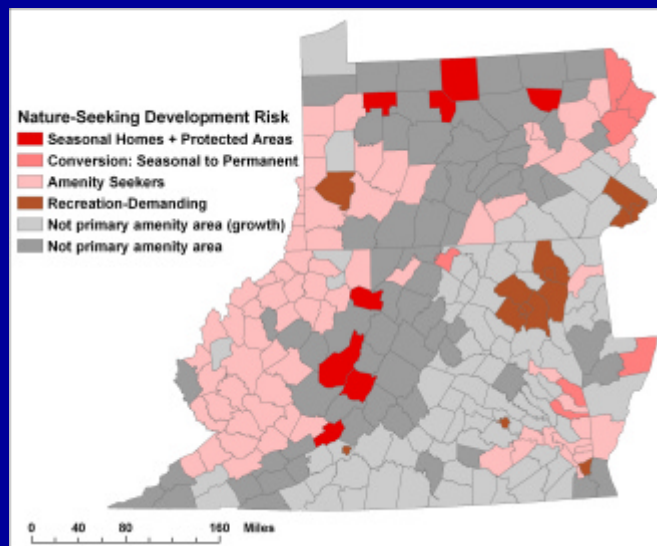 Nature-Seeking Development Risk
Seasonal Homes + Protected Areas
Conversion: Seasonal to Permanent
Amenity Seekers
Recreation-Demanding
Not primary amenity area (growth)
Not primary amenity area
0 40 80 160 Miles